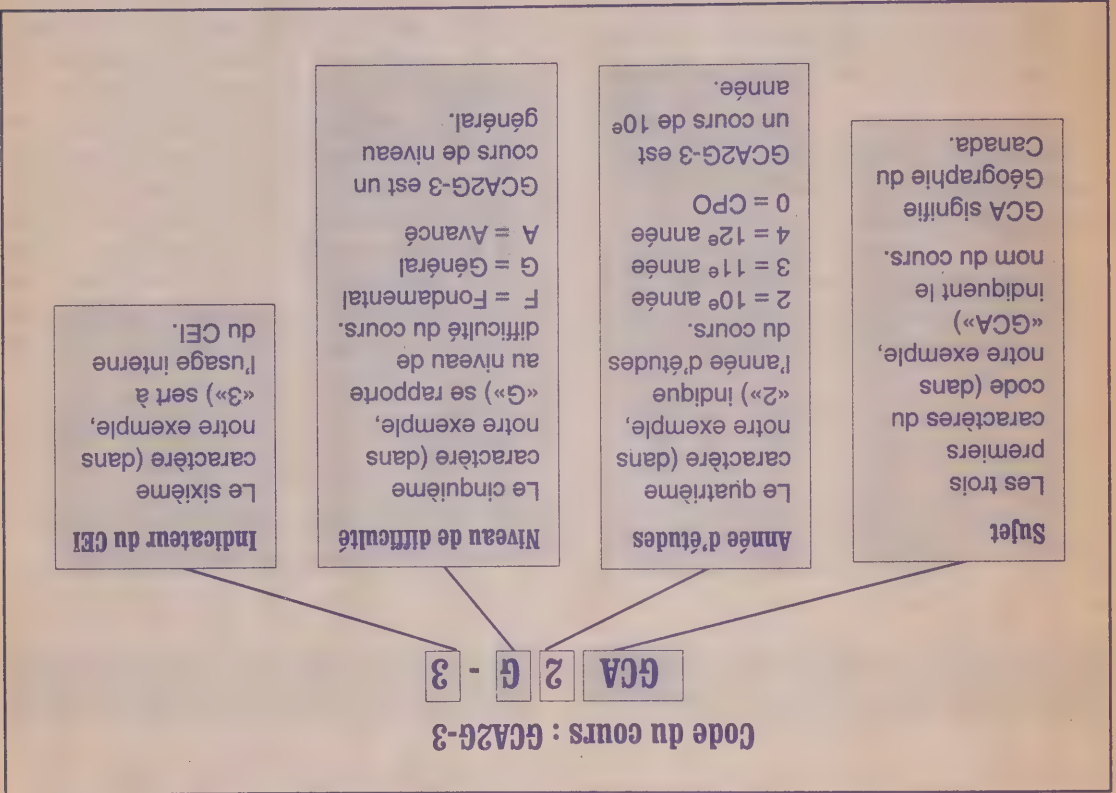 Code du cours : GCA2G-3
GCA 2 G - 3
Sujet
Les trois
premiers
caractères du
code (dans
notre exemple,
«GCA»)
indiquent le
nom du cours.
GCA signifie
Géographie du
Canada.
Année d'études
Le quatrième
caractère (dans
notre exemple,
«2») indique
l'année d'études
du cours.
2 = 10e année
3 = 11e année
4 = 12e année
0 = CPO
GCA2G-3 est
un cours de 10e
année.
Niveau de difficulté
Le cinquième
caractère (dans
notre exemple,
«G») se rapporte
au niveau de
difficulté du cours.
F = Fondamental
G = Général
A = Avancé
GCA2G-3 est un
cours de niveau
général.
Indicateur du CEI
Le sixième
caractère (dans
notre exemple,
«3») sert à
l'usage interne
du CEI.